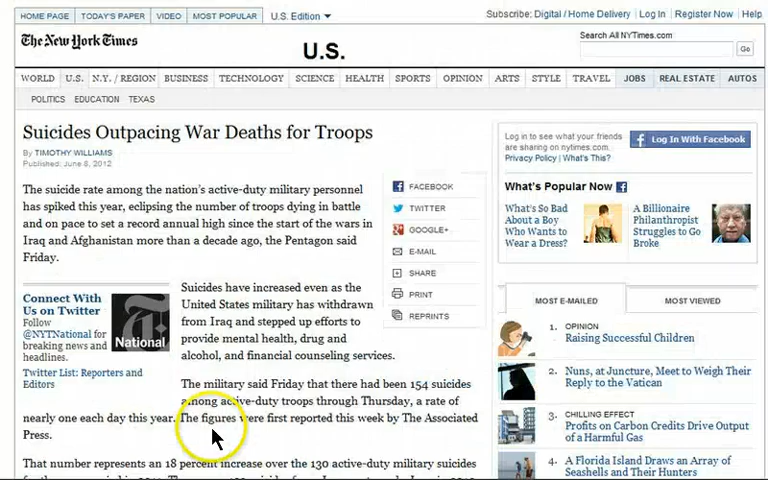 HOME PAGE TODAY'S PAPER VIDEO MOST POPULAR U.S. Edition
Subscribe: Digital / Home Delivery Log In Register Now Help
The New York Times
U.S.
Search All NYTimes.com
Go
WORLD U.S. N.Y. / REGION BUSINESS TECHNOLOGY SCIENCE HEALTH SPORTS OPINION ARTS STYLE TRAVEL JOBS REAL ESTATE AUTOS
POLITICS EDUCATION TEXAS
Suicides Outpacing War Deaths for Troops
By TIMOTHY WILLIAMS
Published: June 8, 2012
The suicide rate among the nation's active-duty military personnel
has spiked this year, eclipsing the number of troops dying in battle
and on pace to set a record annual high since the start of the wars in
Iraq and Afghanistan more than a decade ago, the Pentagon said
Friday.
FACEBOOK
TWITTER
GOOGLE+
E-MAIL
SHARE
PRINT
REPRINTS
Connect With
Us on Twitter
Follow
@NYTNational for
breaking news and
headlines.
Twitter List: Reporters and
Editors
National
Suicides have increased even as the
United States military has withdrawn
from Iraq and stepped up efforts to
provide mental health, drug and
alcohol, and financial counseling services.
The military said Friday that there had been 154 suicides
among active-duty troops through Thursday, a rate of
nearly one each day this year. The figures were first reported this week by The Associated
Press.
That number represents an 18 percent increase over the 130 active-duty military suicides
Log in to see what your friends
are sharing on nytimes.com.
Privacy Policy | What's This?
Log In With Facebook
What's Popular Now
What's So Bad
About a Boy
Who Wants to
Wear a Dress?
A Billionaire
Philanthropist
Struggles to Go
Broke
MOST E-MAILED MOST VIEWED
1. OPINION
Raising Successful Children
2. Nuns, at Juncture, Meet to Weigh Their
Reply to the Vatican
3. CHILLING EFFECT
Profits on Carbon Credits Drive Output
of a Harmful Gas
4. A Florida Island Draws an Array of
Seashells and Their Hunters